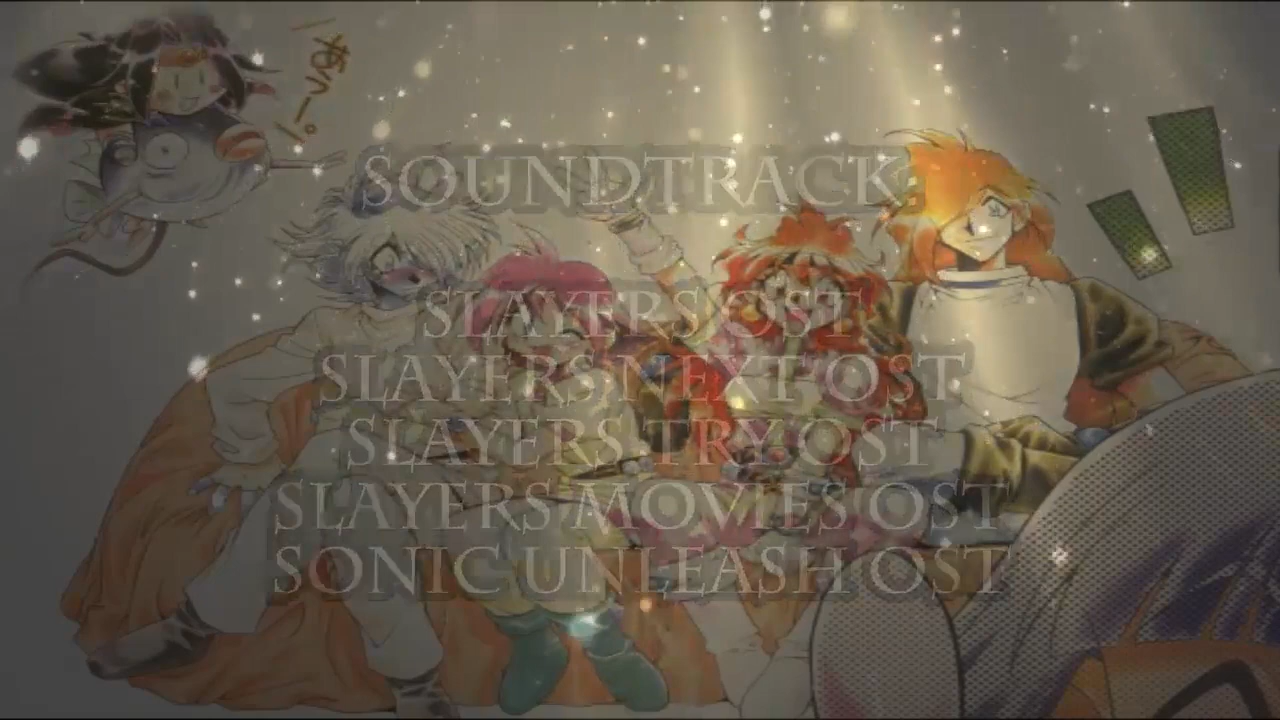 SOUNDTRACK:
SLAYERS OST
SLAYERS NEXT OST
SLAYERS TRY OST
SLAYERS MOVIES OST
SONIC UNLEASH OST